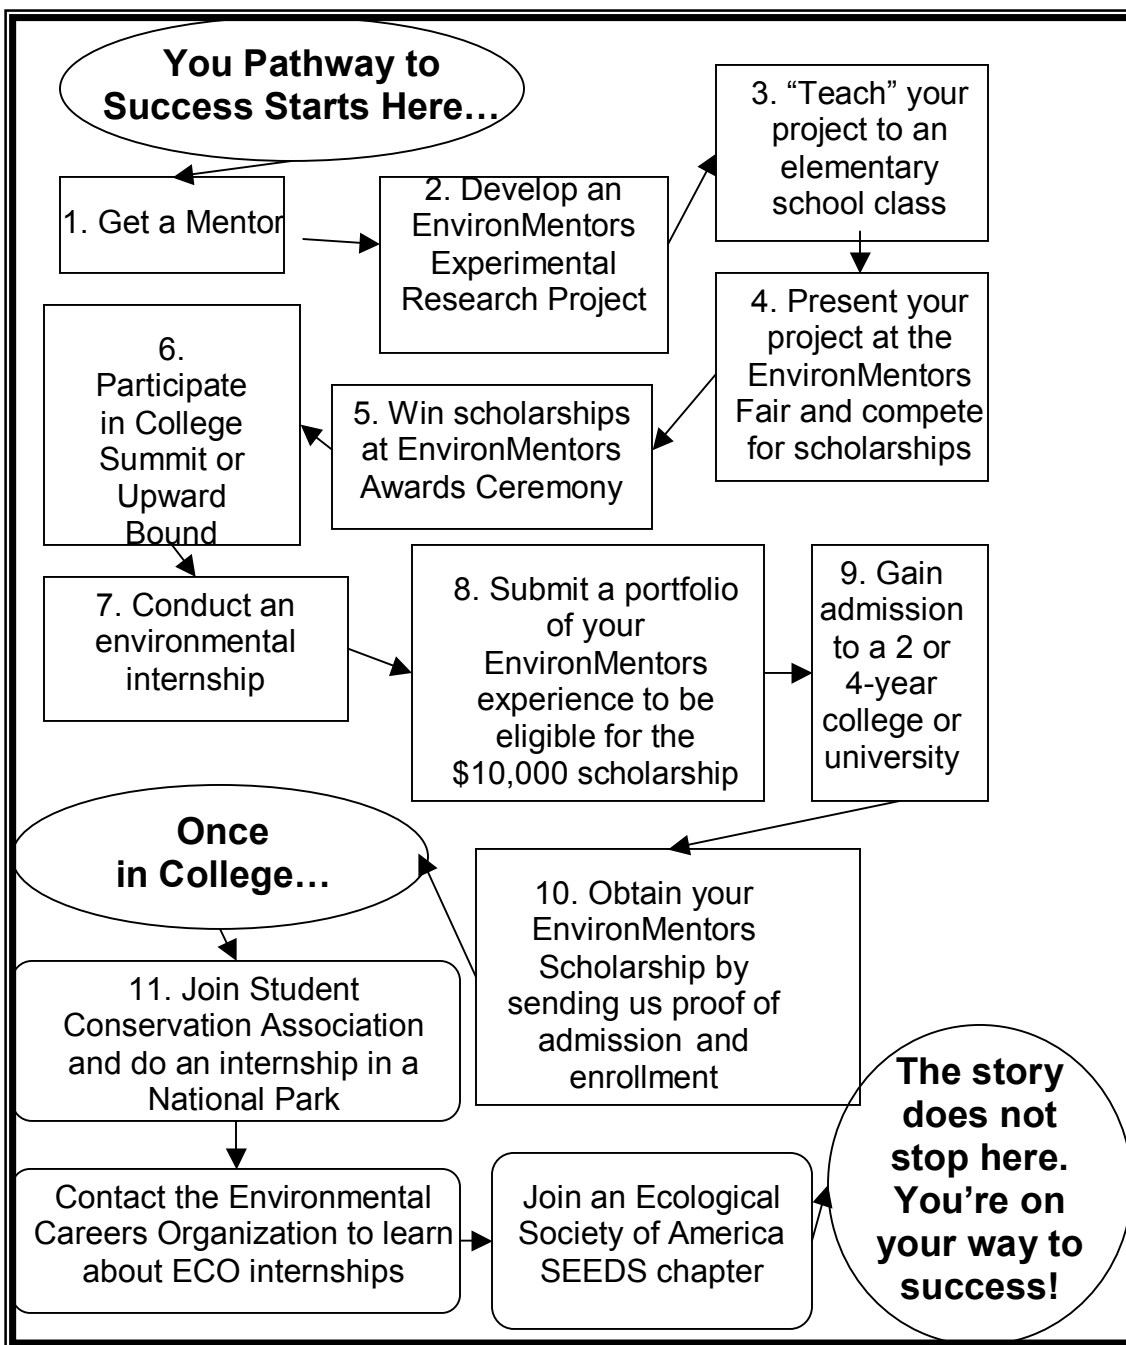 You Pathway to
Success Starts Here…
1. Get a Mentor
2. Develop an
EnvironMentors
Experimental
Research Project
3. “Teach” your
project to an
elementary
school class
4. Present your
project at the
EnvironMentors
Fair and compete
for scholarships
5. Win scholarships
at EnvironMentors
Awards Ceremony
6.
Participate
in College
Summit or
Upward
Bound
7. Conduct an
environmental
internship
8. Submit a portfolio
of your
EnvironMentors
experience to be
eligible for the
$10,000 scholarship
9. Gain
admission
to a 2 or
4-year
college or
university
10. Obtain your
EnvironMentors
Scholarship by
sending us proof of
admission and
enrollment
Once
in College…
11. Join Student
Conservation Association
and do an internship in a
National Park
Contact the Environmental
Careers Organization to learn
about ECO internships
Join an Ecological
Society of America
SEEDS chapter
The story
does not
stop here.
You’re on
your way to
success!